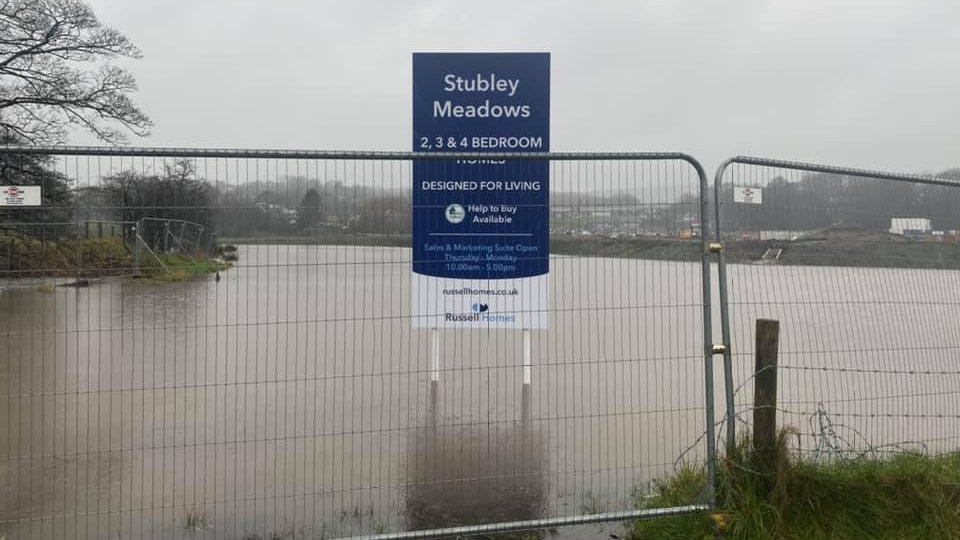 Stubley
Meadows
2, 3 & 4 BEDROOM
HOMES
DESIGNED FOR LIVING
Help to Buy
Available
Sales & Marketing Suite Open
Thursday - Monday
10.00am - 5.00pm
russellhomes.co.uk
Russell Homes